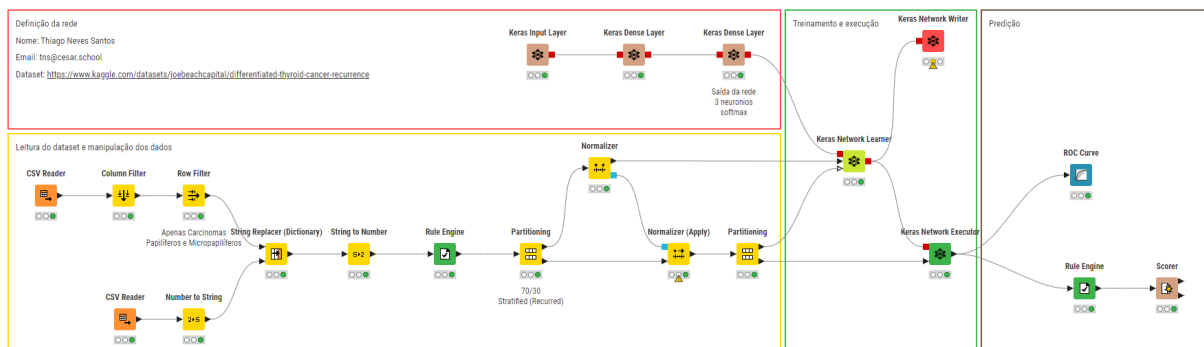 Definição da rede
Nome: Thiago Neves Santos
Email: tns@cesar.school
Dataset: https://www.kaggle.com/datasets/joebeachcapital/differentiated-thyroid-cancer-recurrence
Keras Input Layer
Keras Dense Layer
Keras Dense Layer
Saída da rede
3 neuronios
softmax
Treinamento e execução
Keras Network Writer
Keras Network Learner
Keras Network Executor
Predição
ROC Curve
Rule Engine
Scorer
Leitura do dataset e manipulação dos dados
CSV Reader
Column Filter
Row Filter
Apenas Carcinomas
Papilíferos e Micropapilíferos
String Replacer (Dictionary)
String to Number
S▸2
Rule Engine
Partitioning
70/30
Stratified (Recurred)
Normalizer
Normalizer (Apply)
Partitioning
CSV Reader
Number to String
2▸S